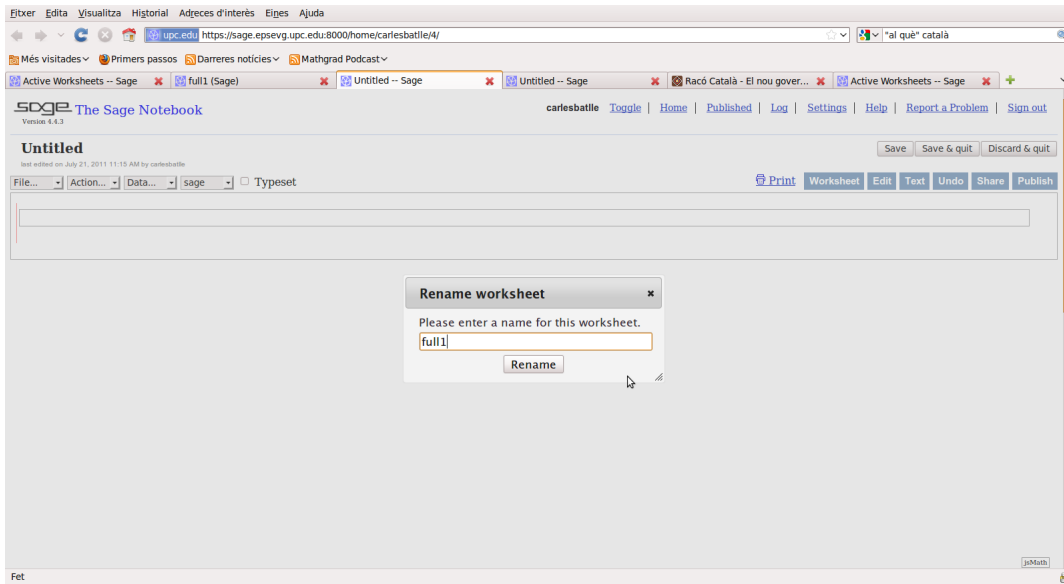 Fitxer Edita Visualitza Historial Adreces d'interès Eines Ajuda
upc.edu https://sage.epsevg.upc.edu:8000/home/carlesbatlle/4/ "al què" català
Més visitades Primers passos Darreres notícies Mathgrad Podcast
Active Worksheets -- Sage full1 (Sage) Untitled -- Sage Untitled -- Sage Racó Català - El nou gover... Active Worksheets -- Sage
sage The Sage Notebook carlesbatlle Toggle | Home | Published | Log | Settings | Help | Report a Problem | Sign out
Version 4.4.3
Untitled Save Save & quit Discard & quit
last edited on July 21, 2011 11:15 AM by carlesbatlle
File... Action... Data... sage Typeset Print Worksheet Edit Text Undo Share Publish
Rename worksheet
Please enter a name for this worksheet.
full1
Rename
jsMath
Fet